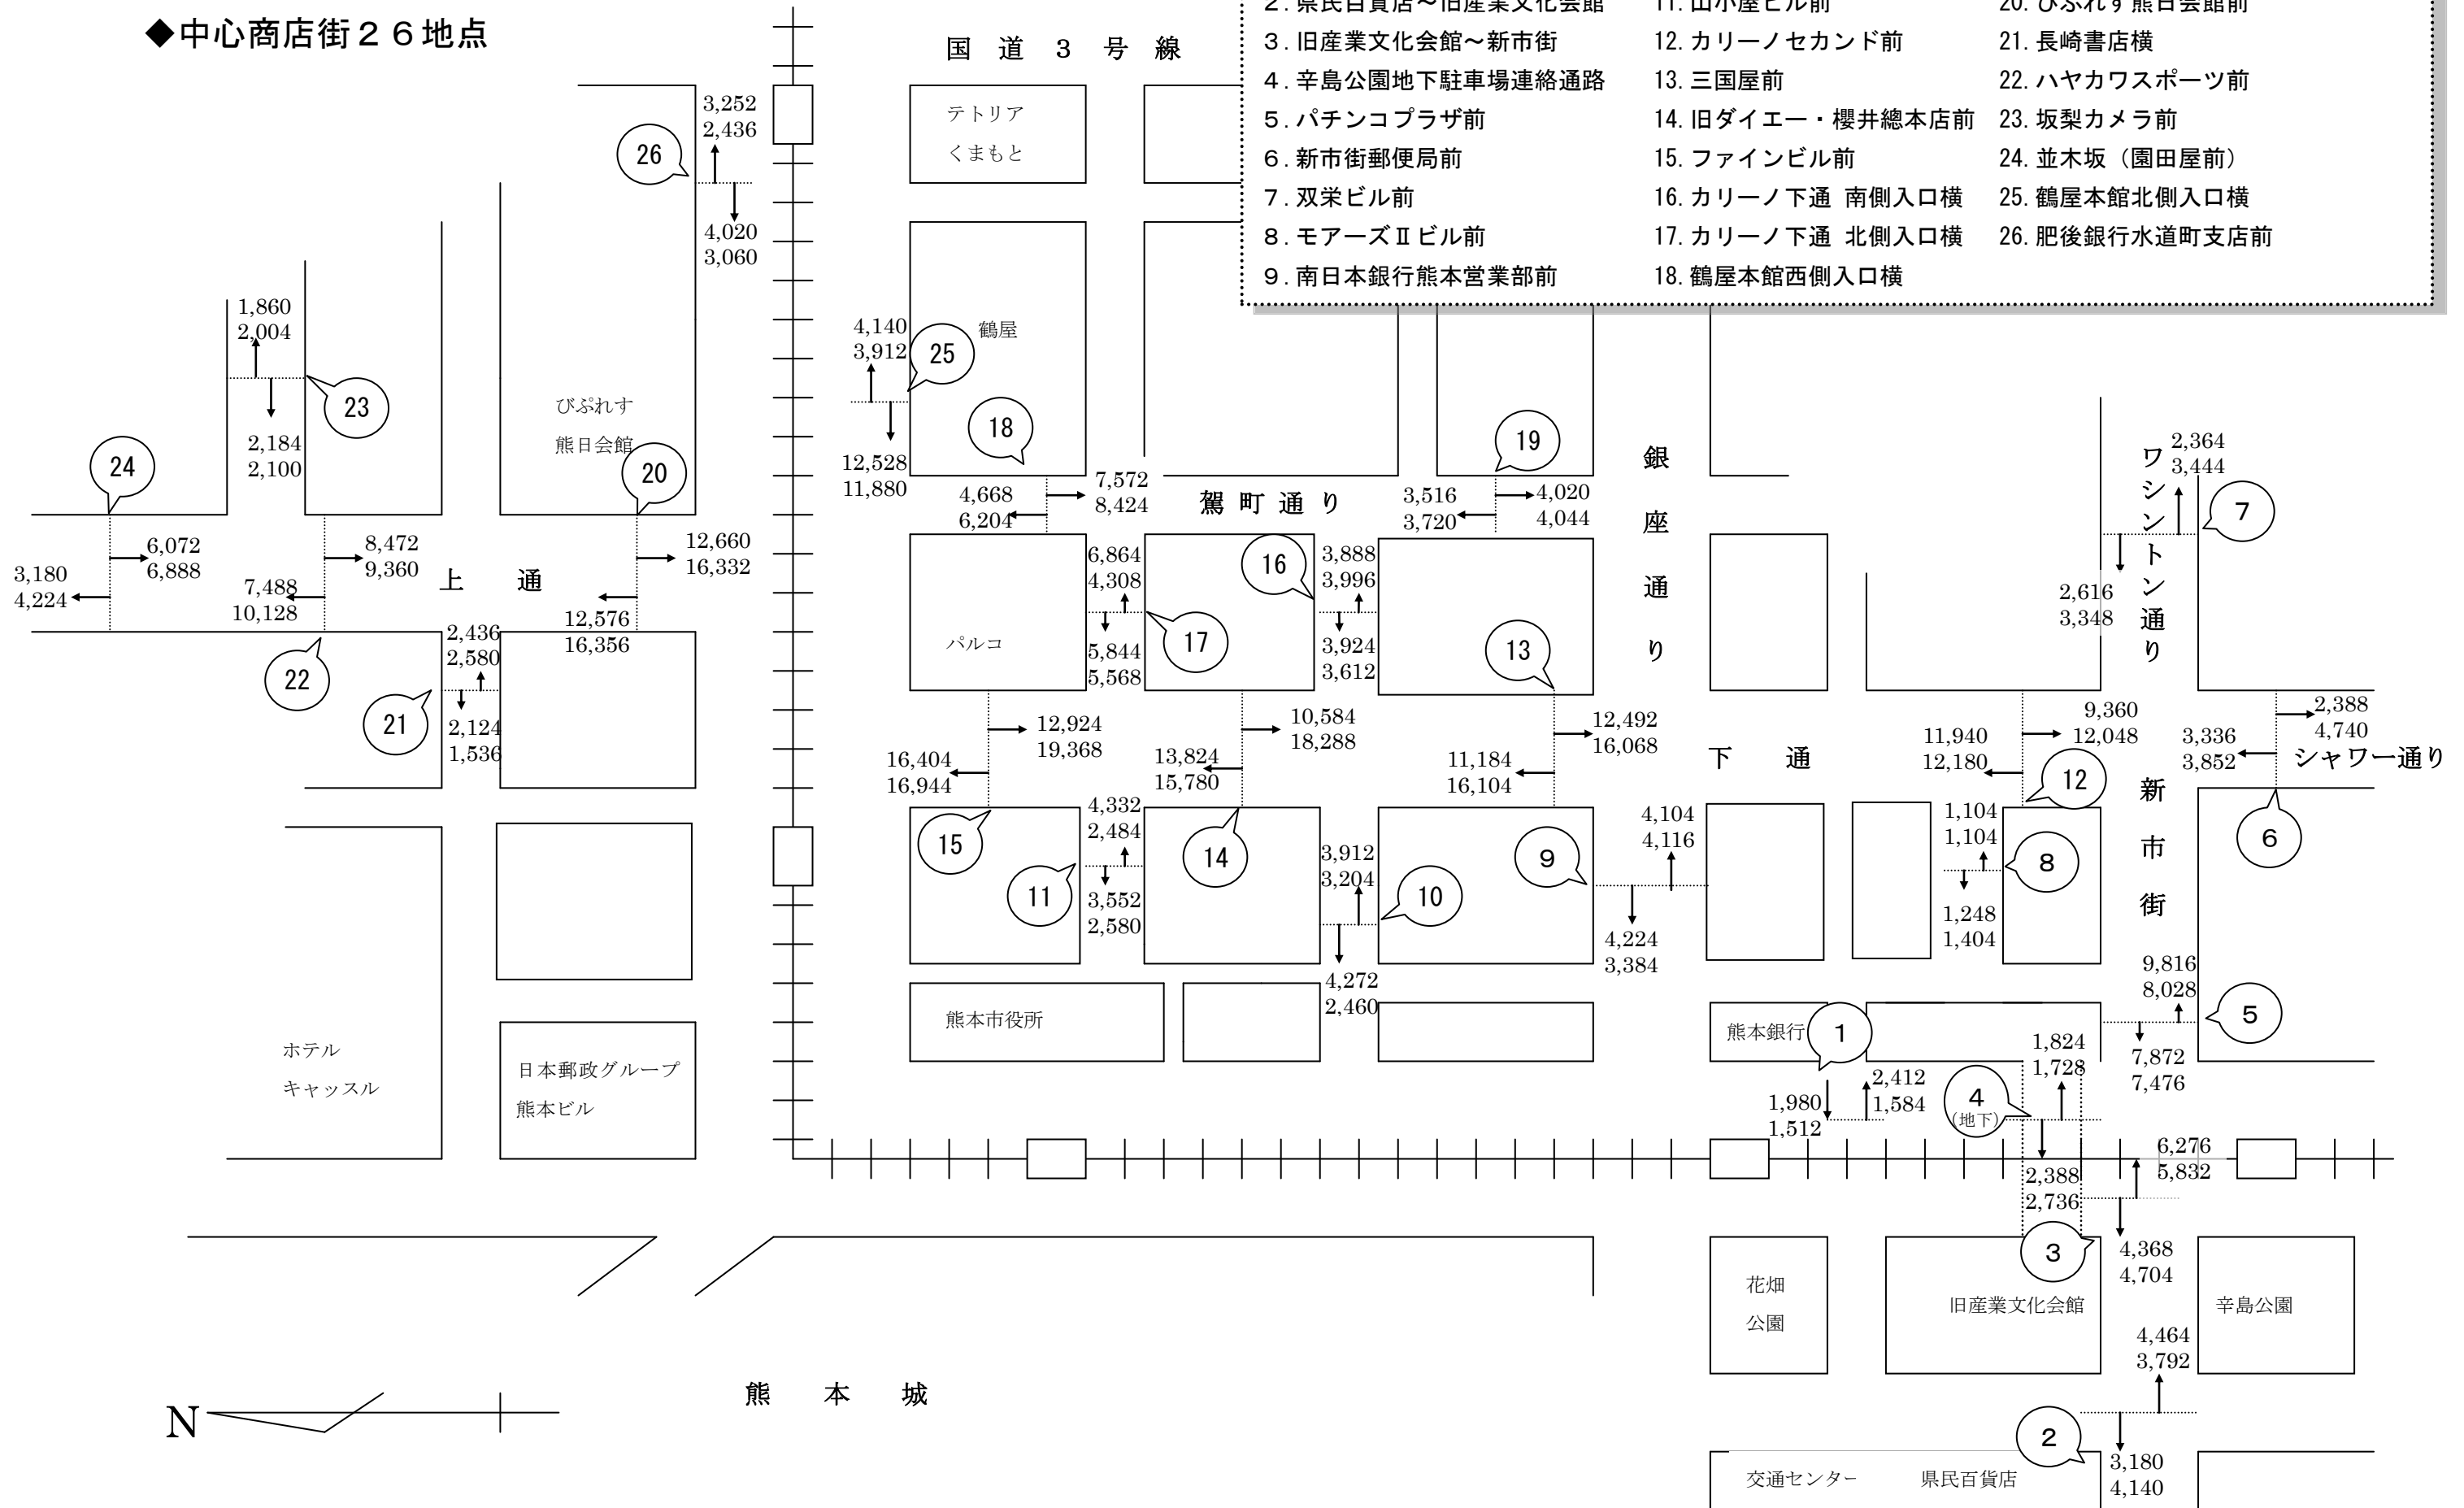 ◆中心商店街２６地点
国道３号線
２.県民百貨店～旧産業文化会館
３.旧産業文化会館～新市街
４.辛島公園地下駐車場連絡通路
５.パチンコプラザ前
６.新市街郵便局前
７.双栄ビル前
８.モアーズⅡビル前
９.南日本銀行熊本営業部前
11.山小屋ビル前
12.カリーノセカンド前
13.三国屋前
14.旧ダイエー・櫻井總本店前
15.ファインビル前
16.カリーノ下通 南側入口横
17.カリーノ下通 北側入口横
18.鶴屋本館西側入口横
20.びぷれす熊日会館前
21.長崎書店横
22.ハヤカワスポーツ前
23.坂梨カメラ前
24.並木坂（園田屋前）
25.鶴屋本館北側入口横
26.肥後銀行水道町支店前
3,252
2,436
26
4,020
3,060
テトリア
くまもと
1,860
2,004
23
2,184
2,100
24
びぷれす
熊日会館
20
4,140
3,912
25
鶴屋
18
12,528
11,880
4,668
6,204
7,572
8,424
駕町通り
19
3,516
3,720
4,020
4,044
銀座通り
ワシントン通り
2,364
3,444
7
2,616
3,348
6,072
6,888
3,180
4,224
8,472
9,360
7,488
10,128
上通
12,660
16,332
12,576
16,356
22
21
2,436
2,580
2,124
1,536
パルコ
6,864
4,308
5,844
5,568
17
16
3,888
3,996
3,924
3,612
13
12,924
19,368
16,404
16,944
10,584
18,288
13,824
15,780
12,492
16,068
11,184
16,104
下通
9,360
12,048
11,940
12,180
12
2,388
4,740
3,336
3,852
シャワー通り
新市街
15
11
4,332
2,484
3,552
2,580
14
3,912
3,204
10
4,272
2,460
9
4,104
4,116
4,224
3,384
1,104
1,104
8
1,248
1,404
6
9,816
8,028
5
7,872
7,476
熊本市役所
熊本銀行
1
1,980
1,512
2,412
1,584
4
(地下)
1,824
1,728
2,388
2,736
6,276
5,832
3
4,368
4,704
ホテル
キャッスル
日本郵政グループ
熊本ビル
花畑
公園
旧産業文化会館
辛島公園
4,464
3,792
2
3,180
4,140
N
熊本城
交通センター
県民百貨店